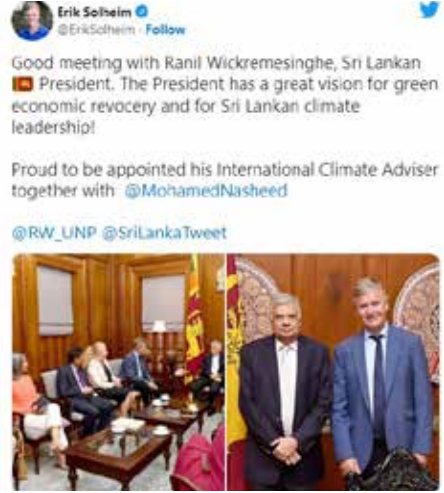 Erik Solheim
@ErikSolheim · Follow
Good meeting with Ranil Wickremesinghe, Sri Lankan
🇱🇰 President. The President has a great vision for green
economic revocery and for Sri Lankan climate
leadership!
Proud to be appointed his International Climate Adviser
together with @MohamedNasheed
@RW_UNP @SriLankaTweet